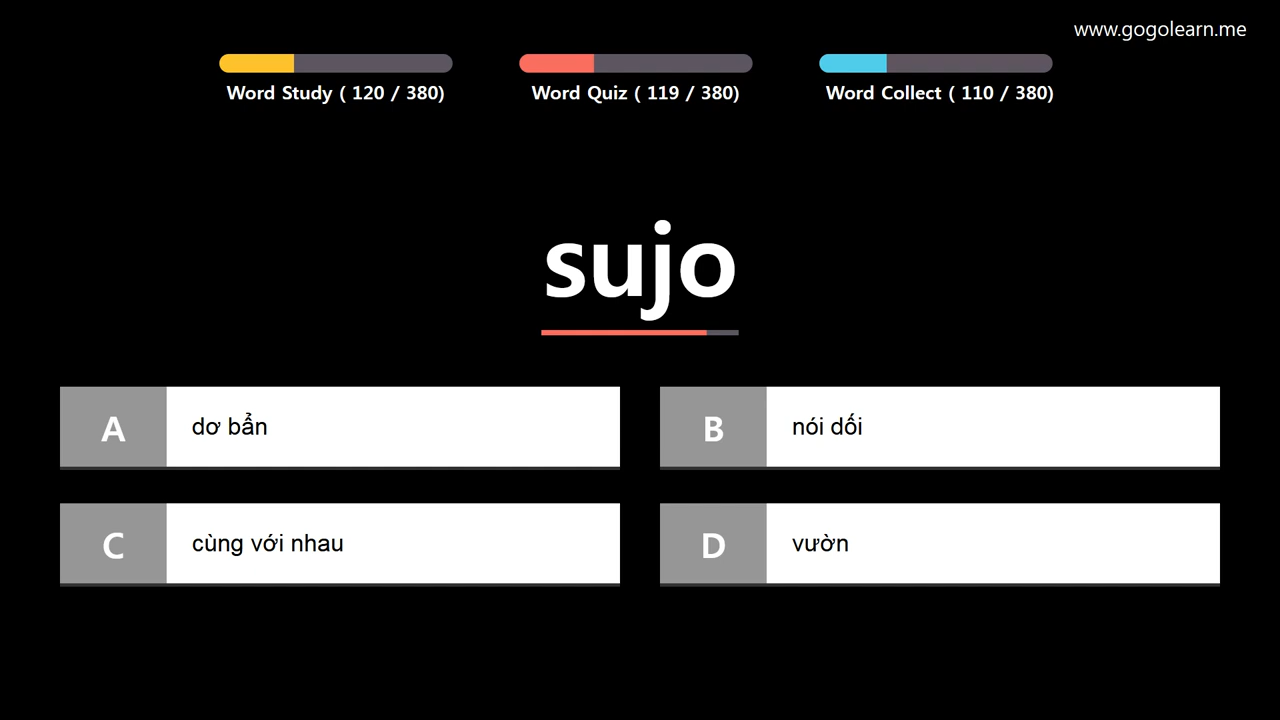 www.gogolearn.me
Word Study ( 120 / 380)
Word Quiz ( 119 / 380)
Word Collect ( 110 / 380)
sujo
A
dơ bẩn
B
nói dối
C
cùng với nhau
D
vườn